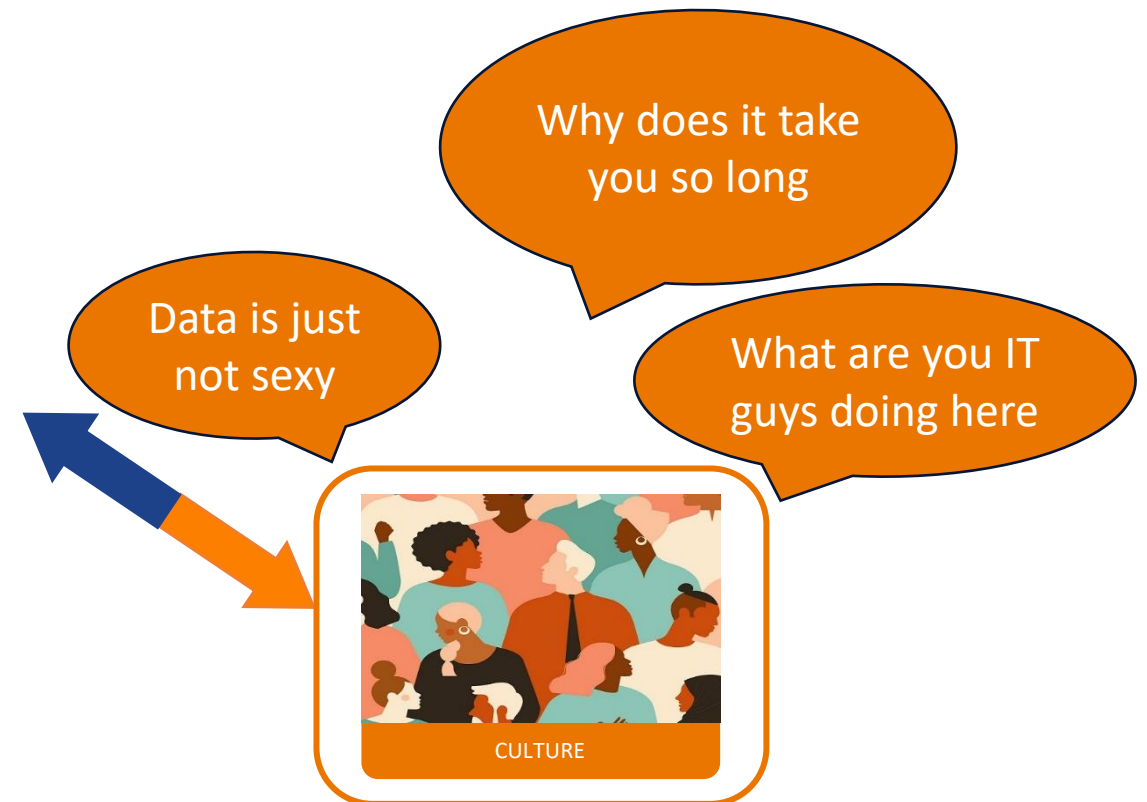 Why does it take
you so long
Data is just
not sexy
What are you IT
guys doing here
CULTURE